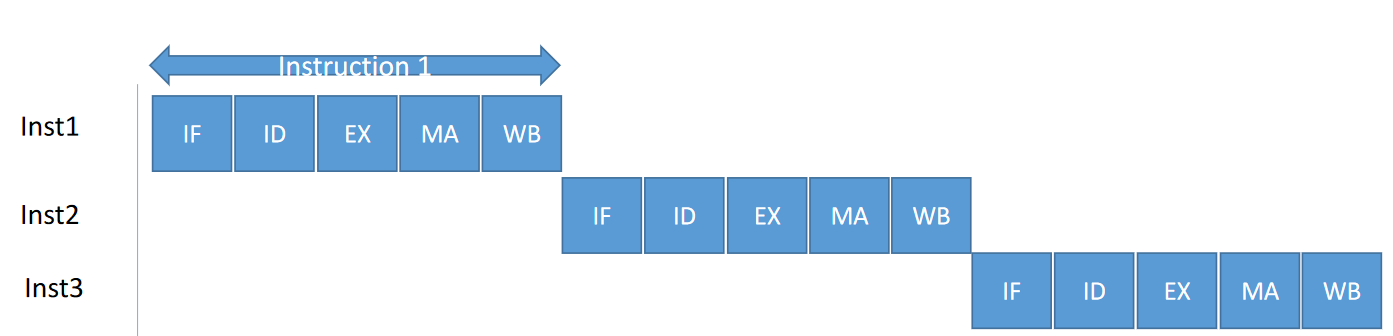 Instruction 1
Inst1 IF ID EX MA WB
Inst2 IF ID EX MA WB
Inst3 IF ID EX MA WB